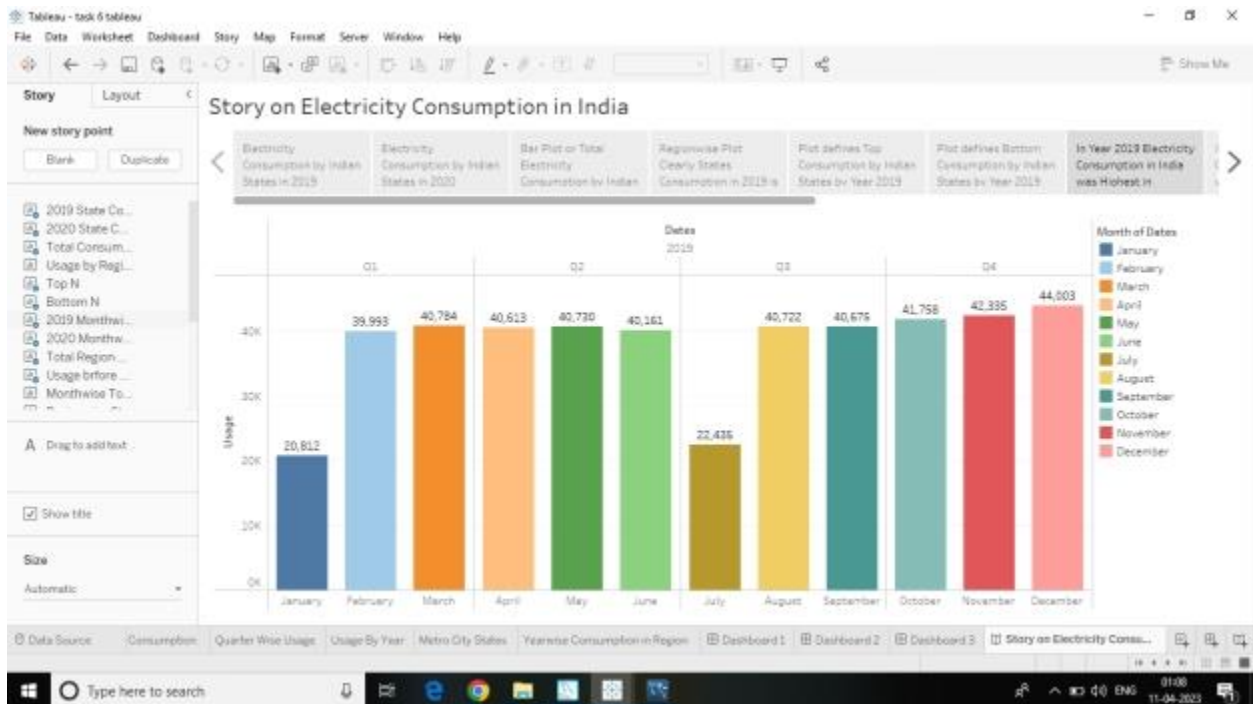 Tableau - task 6 tableau
File Data Worksheet Dashboard Story Map Format Server Window Help
Show Me
Story Layout
New story point
Blank Duplicate
2019 State Co...
2020 State C...
Total Consum...
Usage by Regi...
Top N
Bottom N
2019 Monthwi...
2020 Monthw...
Total Region ...
Usage brfore ...
Monthwise To...
A Drag to add text
Show title
Size
Automatic
Story on Electricity Consumption in India
Electricity
Consumption by Indian
States in 2019
Electricity
Consumption by Indian
States in 2020
Bar Plot or Total
Electricity
Consumption by Indian
Regionwise Plot
Clearly States
Consumption in 2019 is
Plot defines Top
Consumption by Indian
States by Year 2019
Plot defines Bottom
Consumption by Indian
States by Year 2019
In Year 2019 Electricity
Consumption in India
was Highest in
Dates
2019
Q1 Q2 Q3 Q4
Usage
40K
30K
20K
10K
0K
20,812
39,993
40,784
40,613
40,730
40,161
22,435
40,722
40,675
41,758
42,335
44,003
January February March April May June July August September October November December
Month of Dates
January
February
March
April
May
June
July
August
September
October
November
December
Data Source Consumption Quarter Wise Usage Usage By Year Metro City States Yearwise Consumption in Region Dashboard 1 Dashboard 2 Dashboard 3 Story on Electricity Consu...
Type here to search
ENG
01:08
11-04-2023